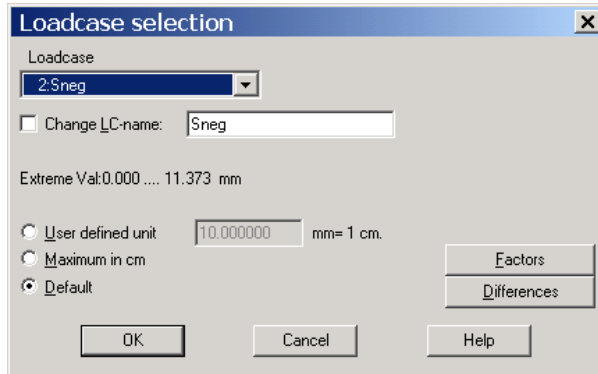 Loadcase selection
Loadcase
2:Sneg
Change LC-name: Sneg
Extreme Val:0.000 .... 11.373 mm
User defined unit 10.000000 mm= 1 cm.
Maximum in cm
Factors
Default
Differences
OK Cancel Help